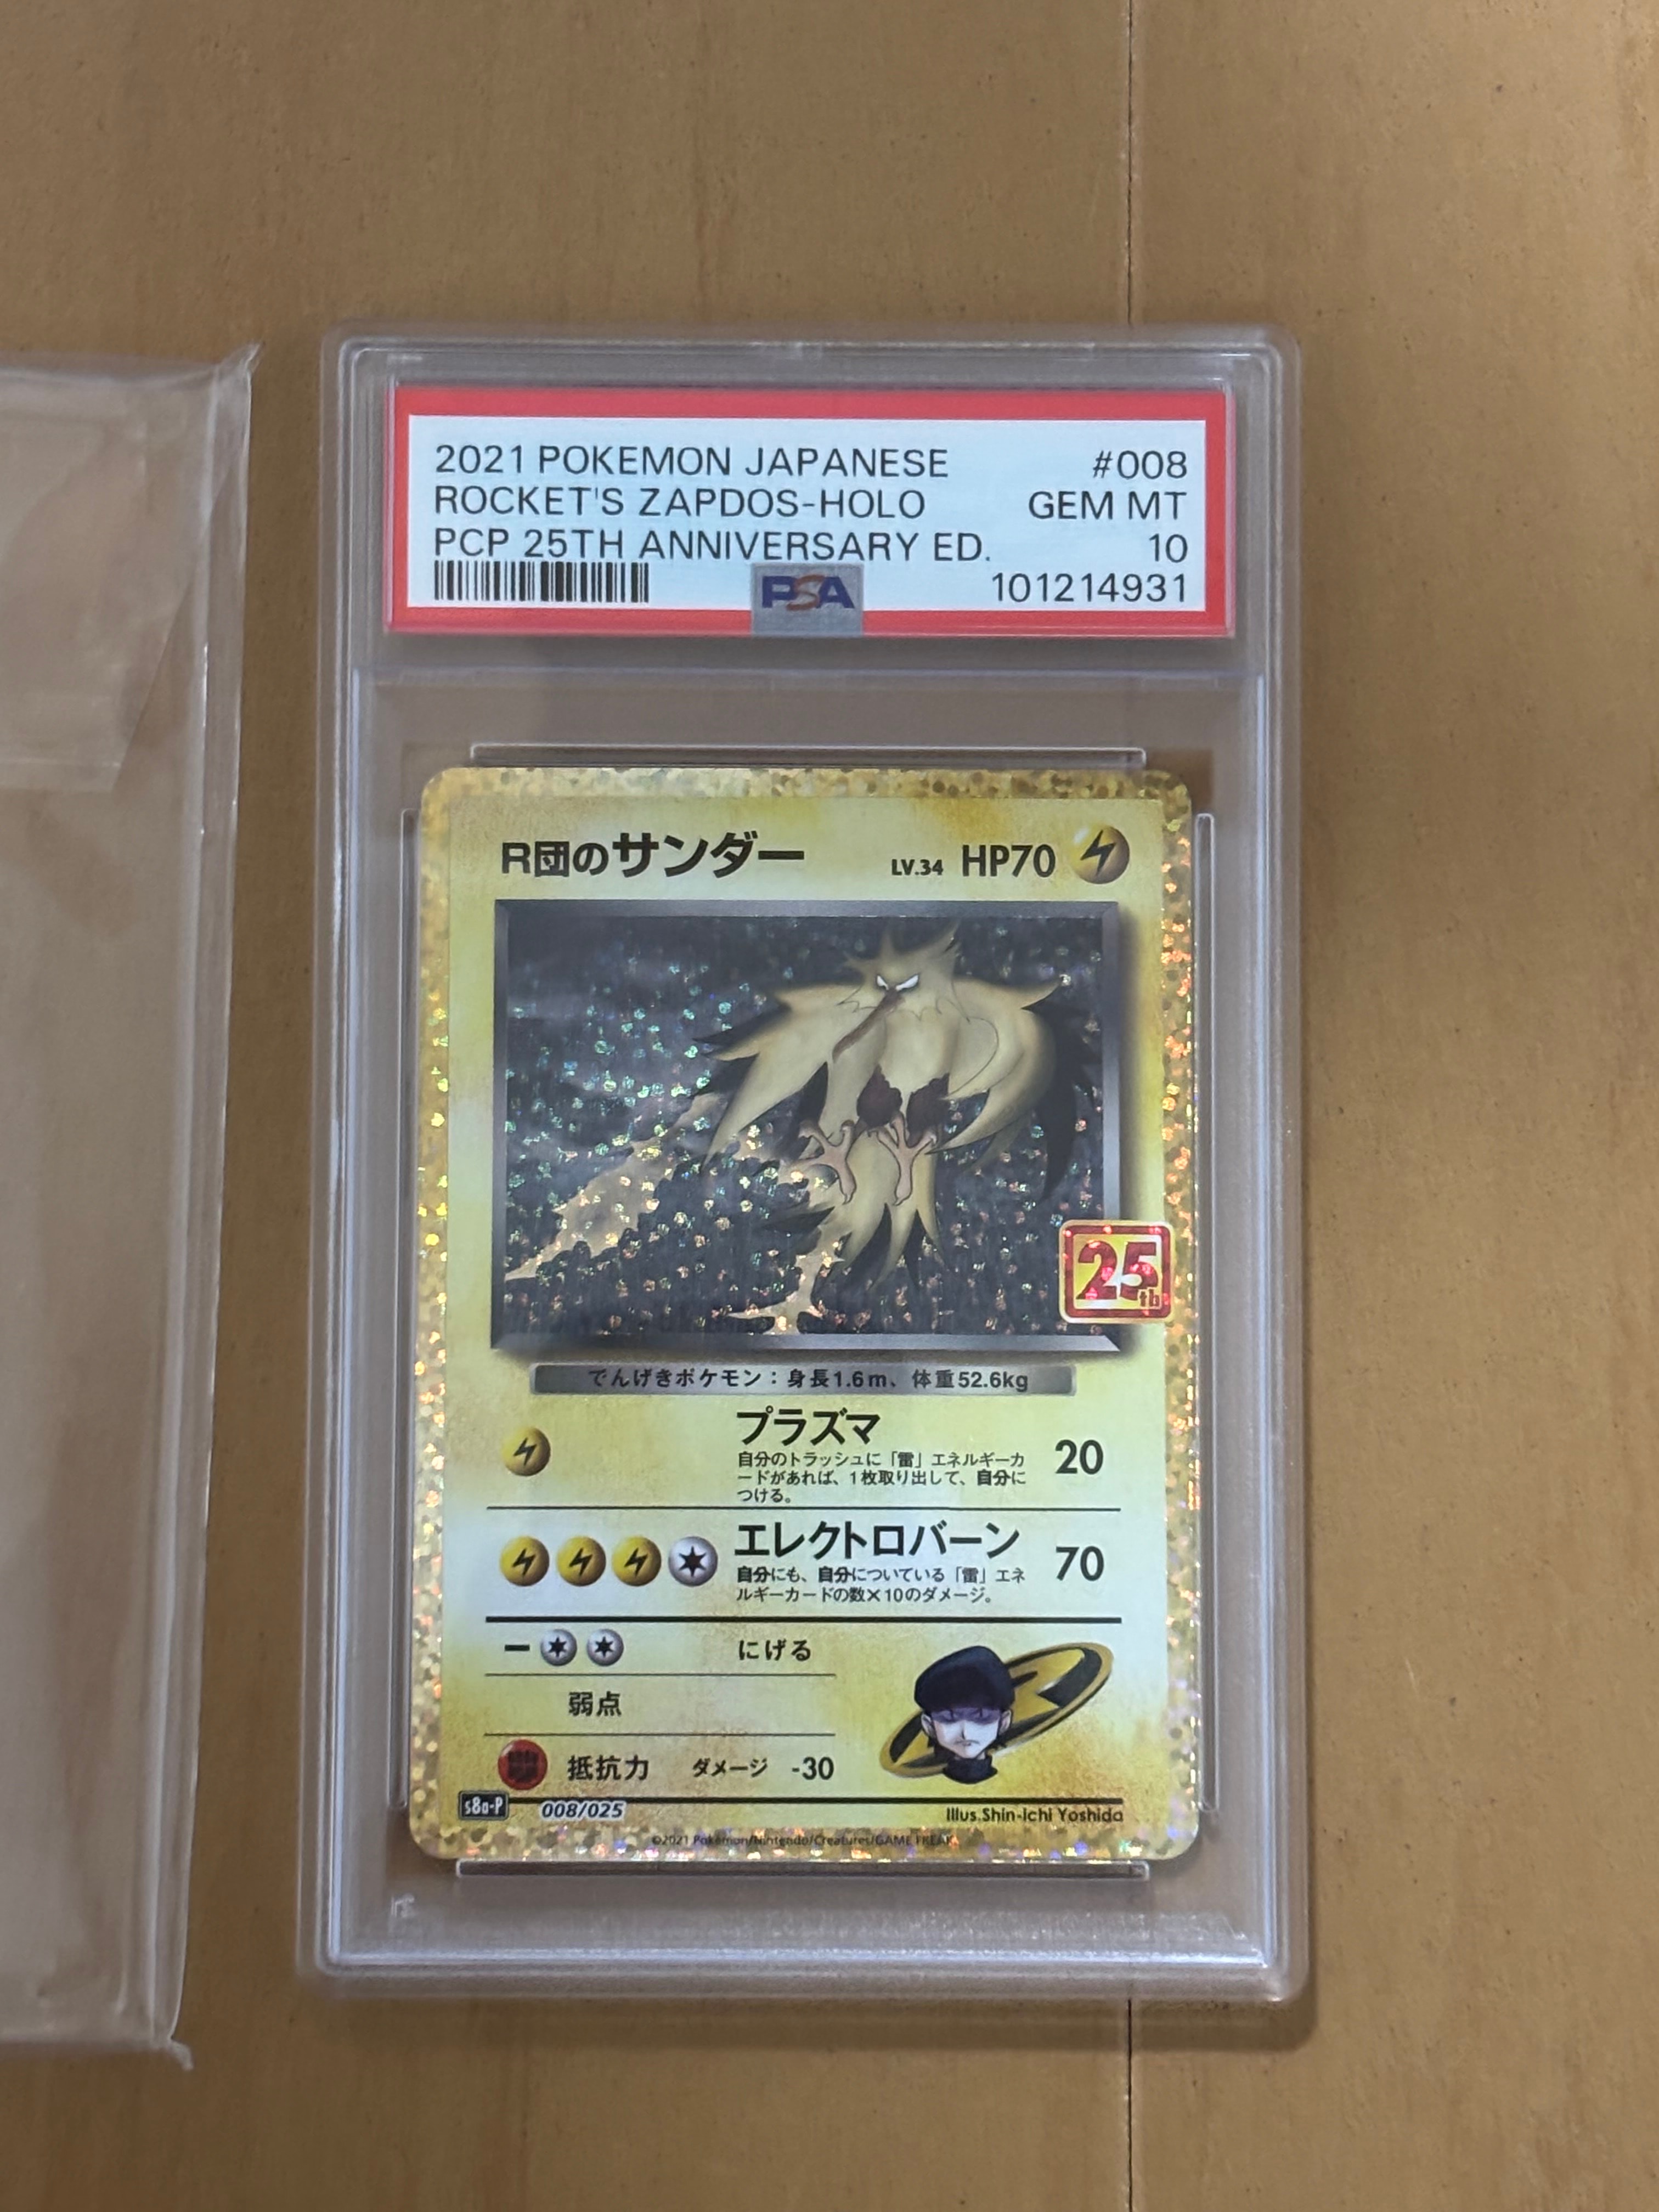 2021 POKEMON JAPANESE #008
ROCKET'S ZAPDOS-HOLO GEM MT
PCP 25TH ANNIVERSARY ED. 10
PSA 101214931
R団のサンダー LV.34 HP70
25th
でんげきポケモン：身長1.6m、体重52.6kg
プラズマ
自分のトラッシュに「雷」エネルギーカ
ードがあれば、1枚取り出して、自分に
つける。
20
エレクトロバーン
自分にも、自分についている「雷」エネ
ルギーカードの数×10のダメージ。
70
ー にげる
弱点
抵抗力 ダメージ -30
s8a-P 008/025 Illus.Shin-Ichi Yoshida
©2021 Pokémon/Nintendo/Creatures/GAME FREAK.